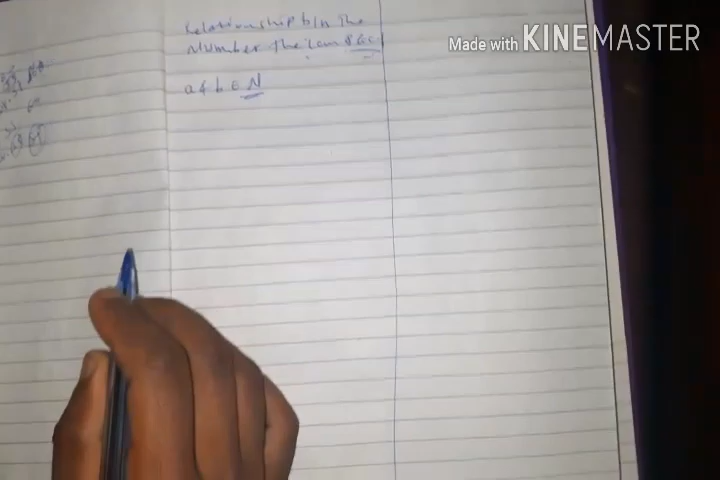 Relationship b/n the
Number the Lcm & Gcd
a & b ∈ N
Made with KINEMASTER